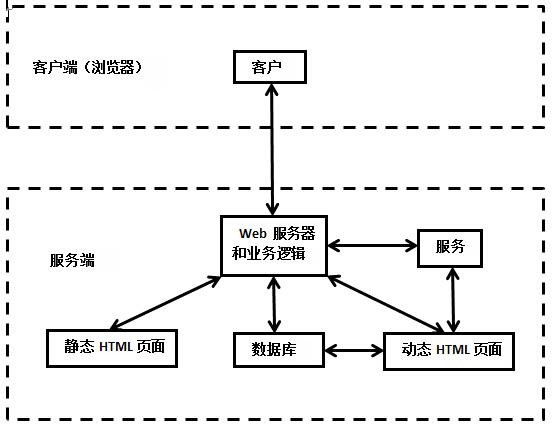 客户端（浏览器）
客户
Web 服务器
和业务逻辑
服务
服务端
静态 HTML 页面
数据库
动态 HTML 页面